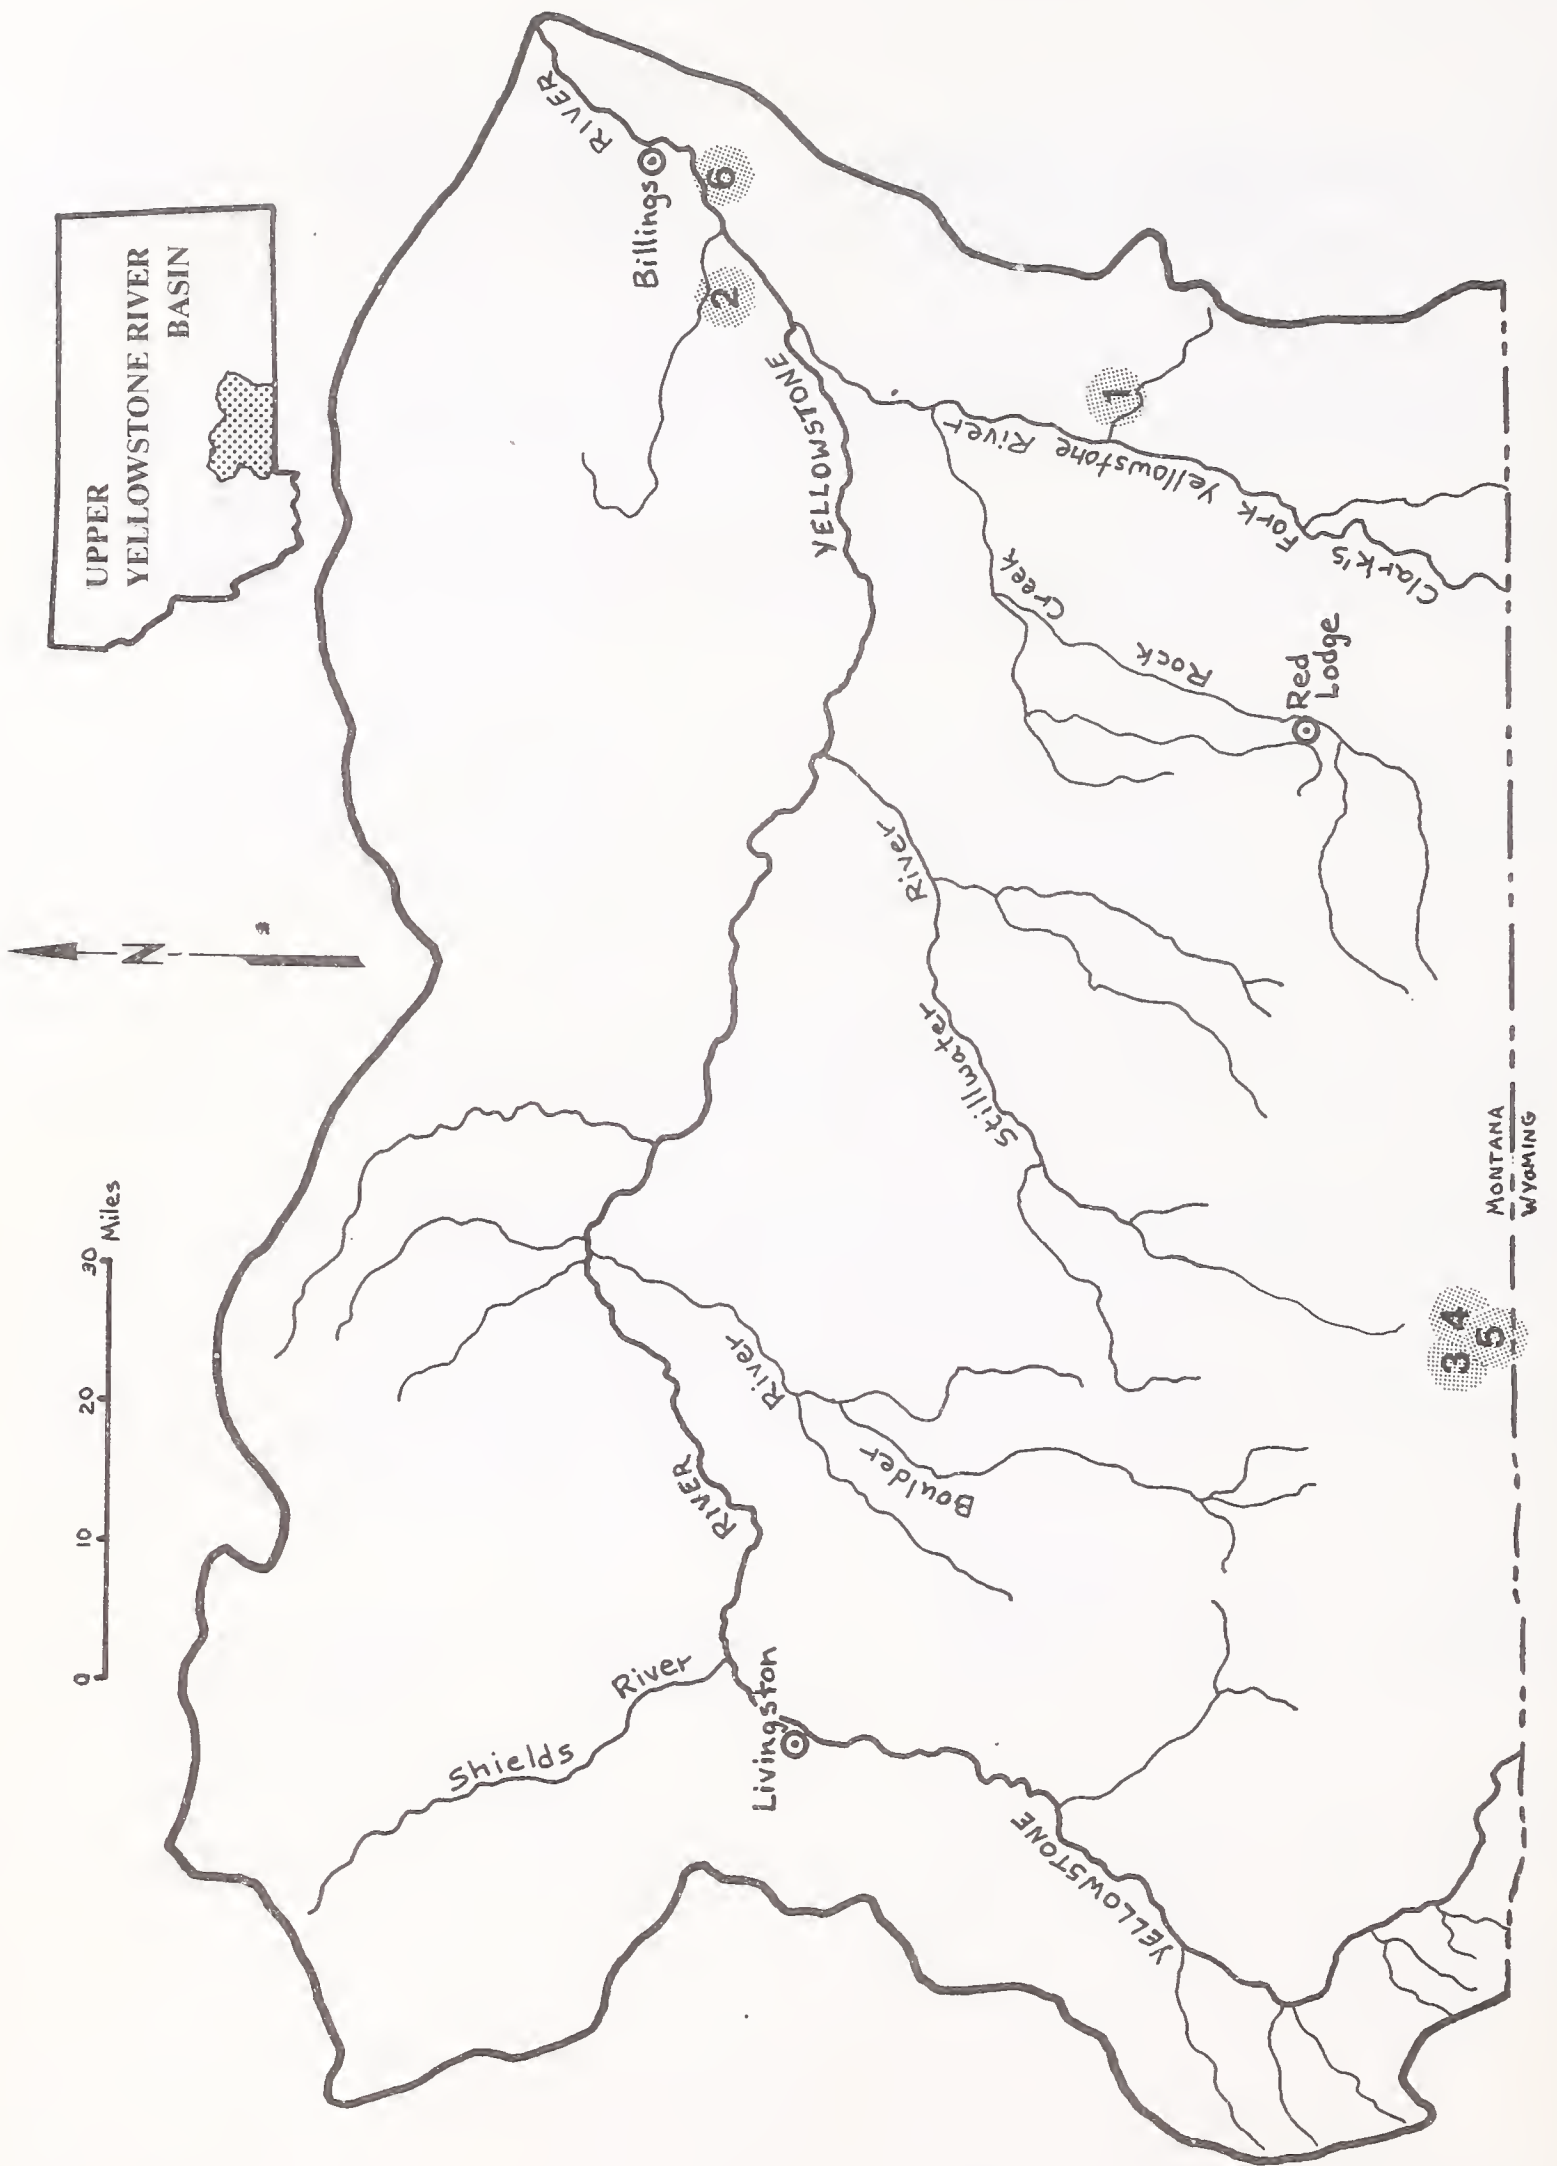 UPPER
YELLOWSTONE RIVER
BASIN
N
0 10 20 30 Miles
Shields River
Livingston
YELLOWSTONE RIVER
Boulder River
Stillwater River
YELLOWSTONE RIVER
Billings
6
2
1
Clark's Fork Yellowstone River
Rock Creek
Red
Lodge
3 4
5
MONTANA
WYOMING